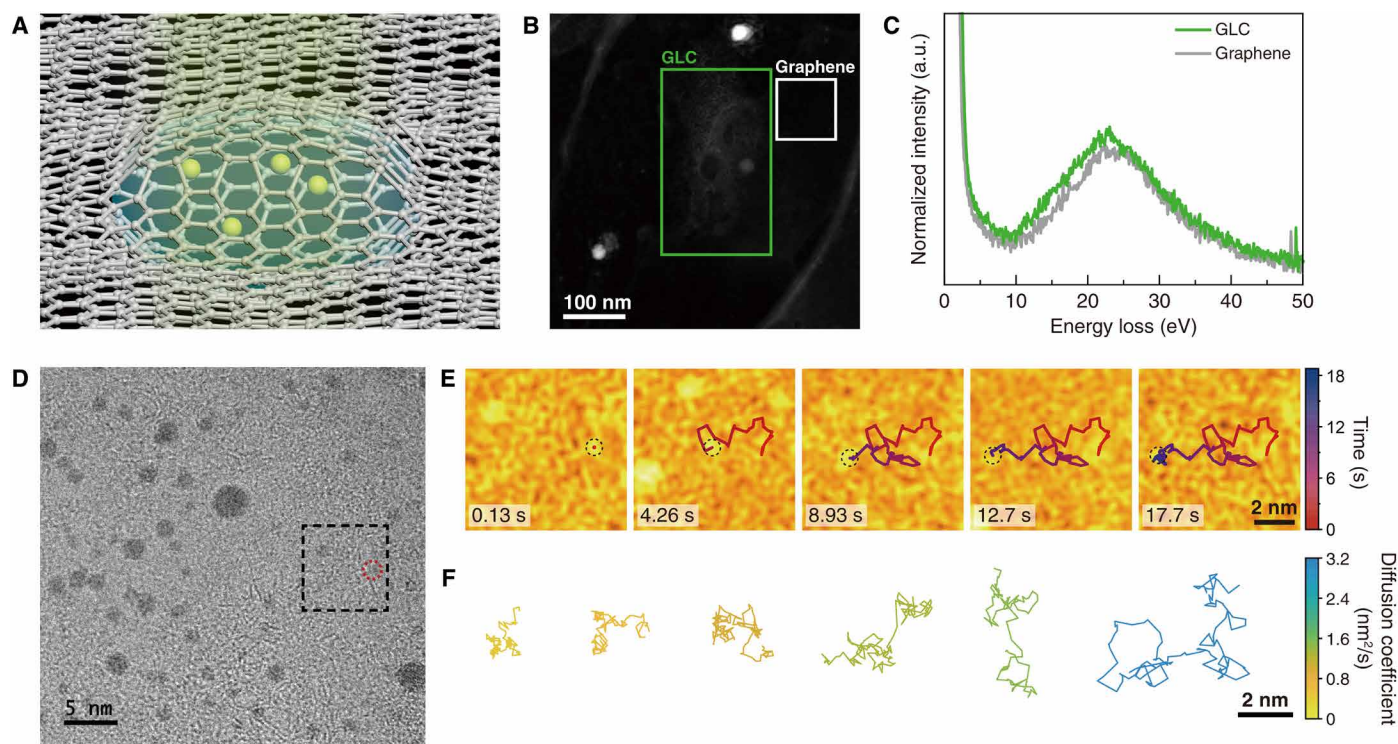 A
B
GLC
Graphene
100 nm
C
GLC
Graphene
Normalized intensity (a.u.)
0
10
20
30
40
50
Energy loss (eV)
D
5 nm
E
0.13 s
4.26 s
8.93 s
12.7 s
17.7 s
2 nm
18
12
6
0
Time (s)
F
2 nm
3.2
2.4
1.6
0.8
0
Diffusion coefficient
(nm²/s)